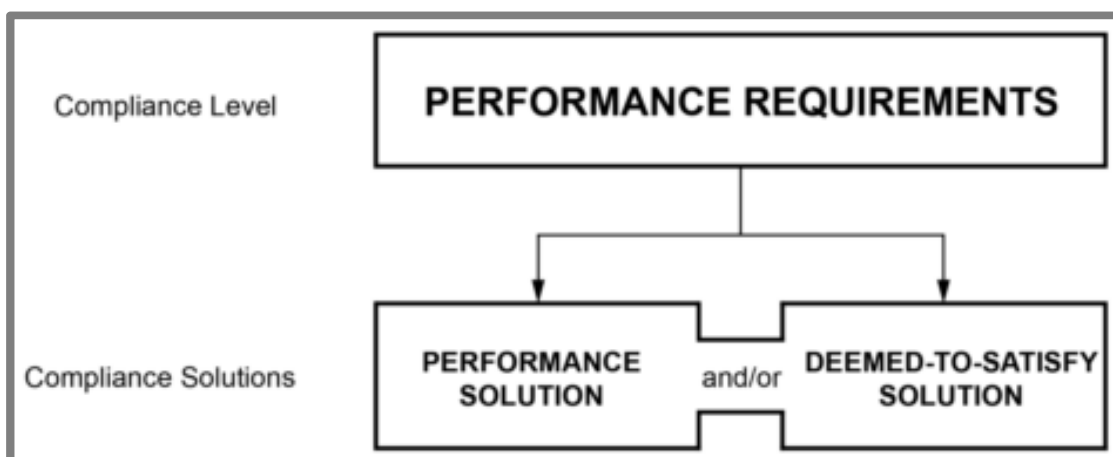 Compliance Level
PERFORMANCE REQUIREMENTS
Compliance Solutions
PERFORMANCE
SOLUTION
and/or
DEEMED-TO-SATISFY
SOLUTION